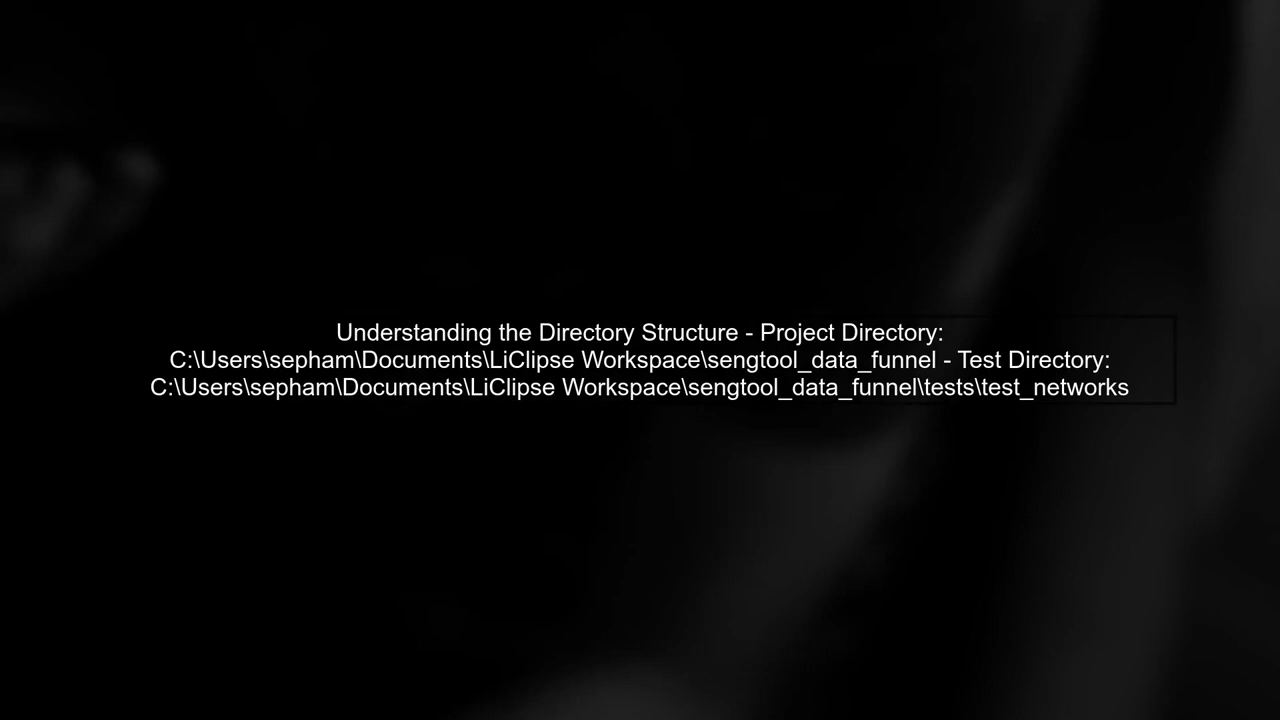 Understanding the Directory Structure - Project Directory:
C:\Users\sepham\Documents\LiClipse Workspace\sengtool_data_funnel - Test Directory:
C:\Users\sepham\Documents\LiClipse Workspace\sengtool_data_funnel\tests\test_networks